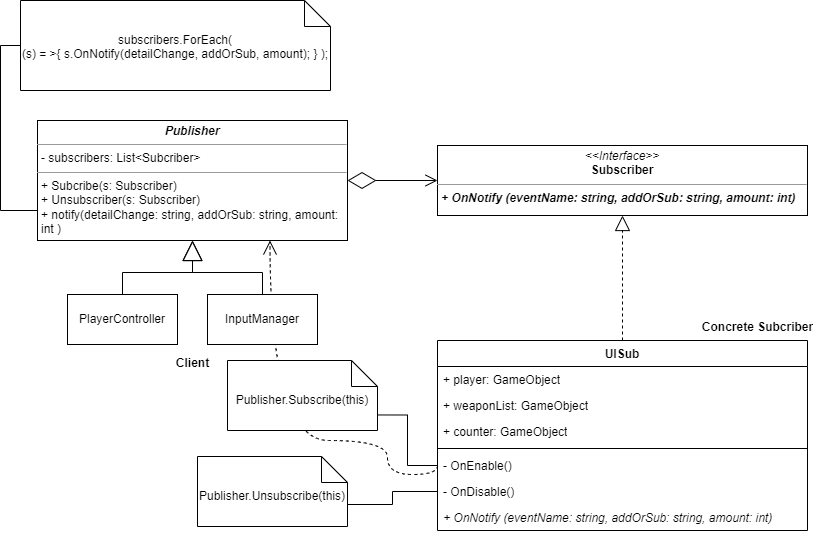 subscribers.ForEach(
(s) = >{ s.OnNotify(detailChange, addOrSub, amount); } );
Publisher
- subscribers: List<Subcriber>
+ Subcribe(s: Subscriber)
+ Unsubscriber(s: Subscriber)
+ notify(detailChange: string, addOrSub: string, amount:
int )
<<Interface>>
Subscriber
+ OnNotify (eventName: string, addOrSub: string, amount: int)
PlayerController
InputManager
Client
Concrete Subcriber
UISub
+ player: GameObject
+ weaponList: GameObject
+ counter: GameObject
- OnEnable()
- OnDisable()
+ OnNotify (eventName: string, addOrSub: string, amount: int)
Publisher.Subscribe(this)
Publisher.Unsubscribe(this)